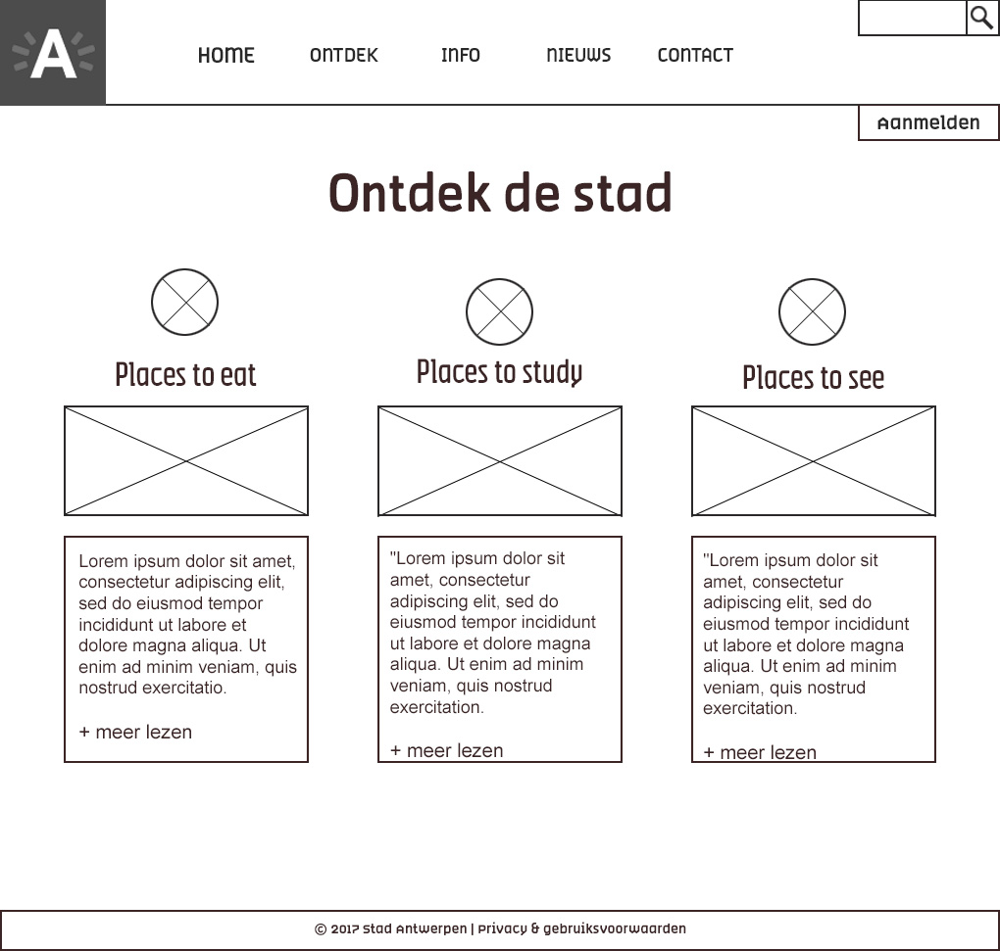 A
HOME ONTDEK INFO NIEUWS CONTACT
Aanmelden
Ontdek de stad
Places to eat
Lorem ipsum dolor sit amet,
consectetur adipiscing elit,
sed do eiusmod tempor
incididunt ut labore et
dolore magna aliqua. Ut
enim ad minim veniam, quis
nostrud exercitatio.
+ meer lezen
Places to study
"Lorem ipsum dolor sit
amet, consectetur
adipiscing elit, sed do
eiusmod tempor incididunt
ut labore et dolore magna
aliqua. Ut enim ad minim
veniam, quis nostrud
exercitation.
+ meer lezen
Places to see
"Lorem ipsum dolor sit
amet, consectetur
adipiscing elit, sed do
eiusmod tempor incididunt
ut labore et dolore magna
aliqua. Ut enim ad minim
veniam, quis nostrud
exercitation.
+ meer lezen
© 2017 Stad Antwerpen | Privacy & gebruiksvoorwaarden